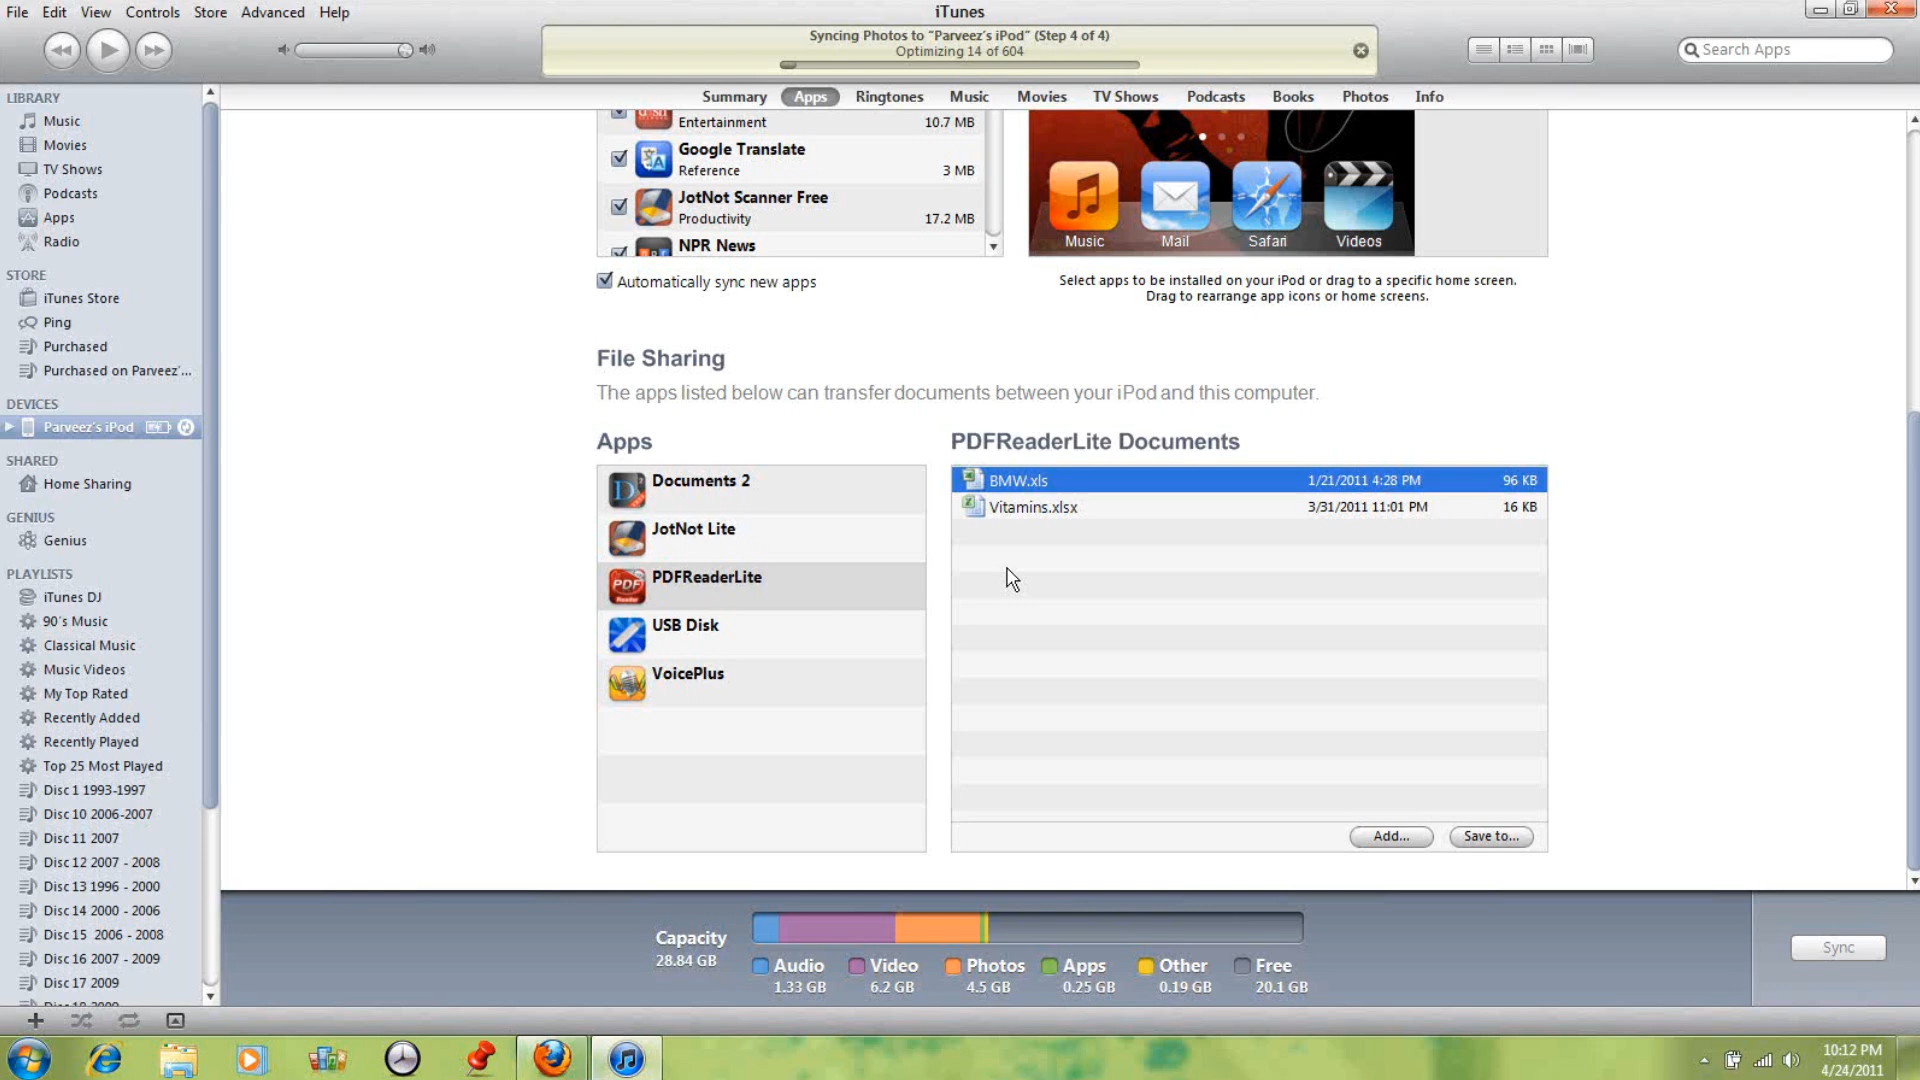 File Edit View Controls Store Advanced Help
iTunes
Syncing Photos to "Parveez's iPod" (Step 4 of 4)
Optimizing 14 of 604
Search Apps
Summary Apps Ringtones Music Movies TV Shows Podcasts Books Photos Info
LIBRARY
Music
Movies
TV Shows
Podcasts
Apps
Radio
STORE
iTunes Store
Ping
Purchased
Purchased on Parveez'...
DEVICES
Parveez's iPod
SHARED
Home Sharing
GENIUS
Genius
PLAYLISTS
iTunes DJ
90's Music
Classical Music
Music Videos
My Top Rated
Recently Added
Recently Played
Top 25 Most Played
Disc 1 1993-1997
Disc 10 2006-2007
Disc 11 2007
Disc 12 2007 - 2008
Disc 13 1996 - 2000
Disc 14 2000 - 2006
Disc 15 2006 - 2008
Disc 16 2007 - 2009
Disc 17 2009
Entertainment 10.7 MB
Google Translate
Reference 3 MB
JotNot Scanner Free
Productivity 17.2 MB
NPR News
Automatically sync new apps
Music Mail Safari Videos
Select apps to be installed on your iPod or drag to a specific home screen.
Drag to rearrange app icons or home screens.
File Sharing
The apps listed below can transfer documents between your iPod and this computer.
Apps
Documents 2
JotNot Lite
PDF
Reader
PDFReaderLite
USB Disk
VoicePlus
PDFReaderLite Documents
BMW.xls 1/21/2011 4:28 PM 96 KB
Vitamins.xlsx 3/31/2011 11:01 PM 16 KB
Add... Save to...
Capacity
28.84 GB
Audio Video Photos Apps Other Free
1.33 GB 6.2 GB 4.5 GB 0.25 GB 0.19 GB 20.1 GB
Sync
10:12 PM
4/24/2011